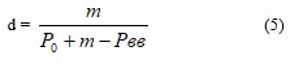 d = m / (P₀ + m − Pвв) (5)